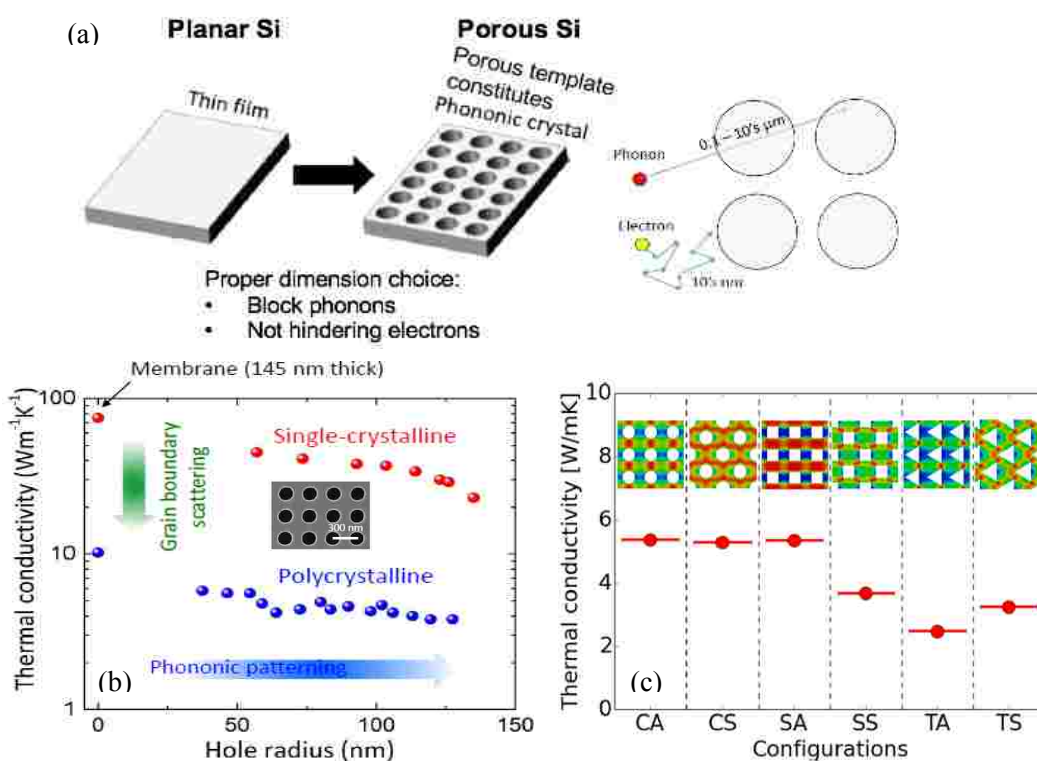 (a)
Planar Si
Porous Si
Thin film
Porous template
constitutes
Phononic crystal
0.1 – 10's μm
Phonon
Electron
10's nm
Proper dimension choice:
• Block phonons
• Not hindering electrons
Membrane (145 nm thick)
Thermal conductivity (Wm⁻¹K⁻¹)
100
10
1
Grain boundary
scattering
Single-crystalline
300 nm
Polycrystalline
Phononic patterning
(b)
0
50
100
150
Hole radius (nm)
Thermal conductivity [W/mK]
10
8
6
4
2
0
(c)
CA
CS
SA
SS
TA
TS
Configurations